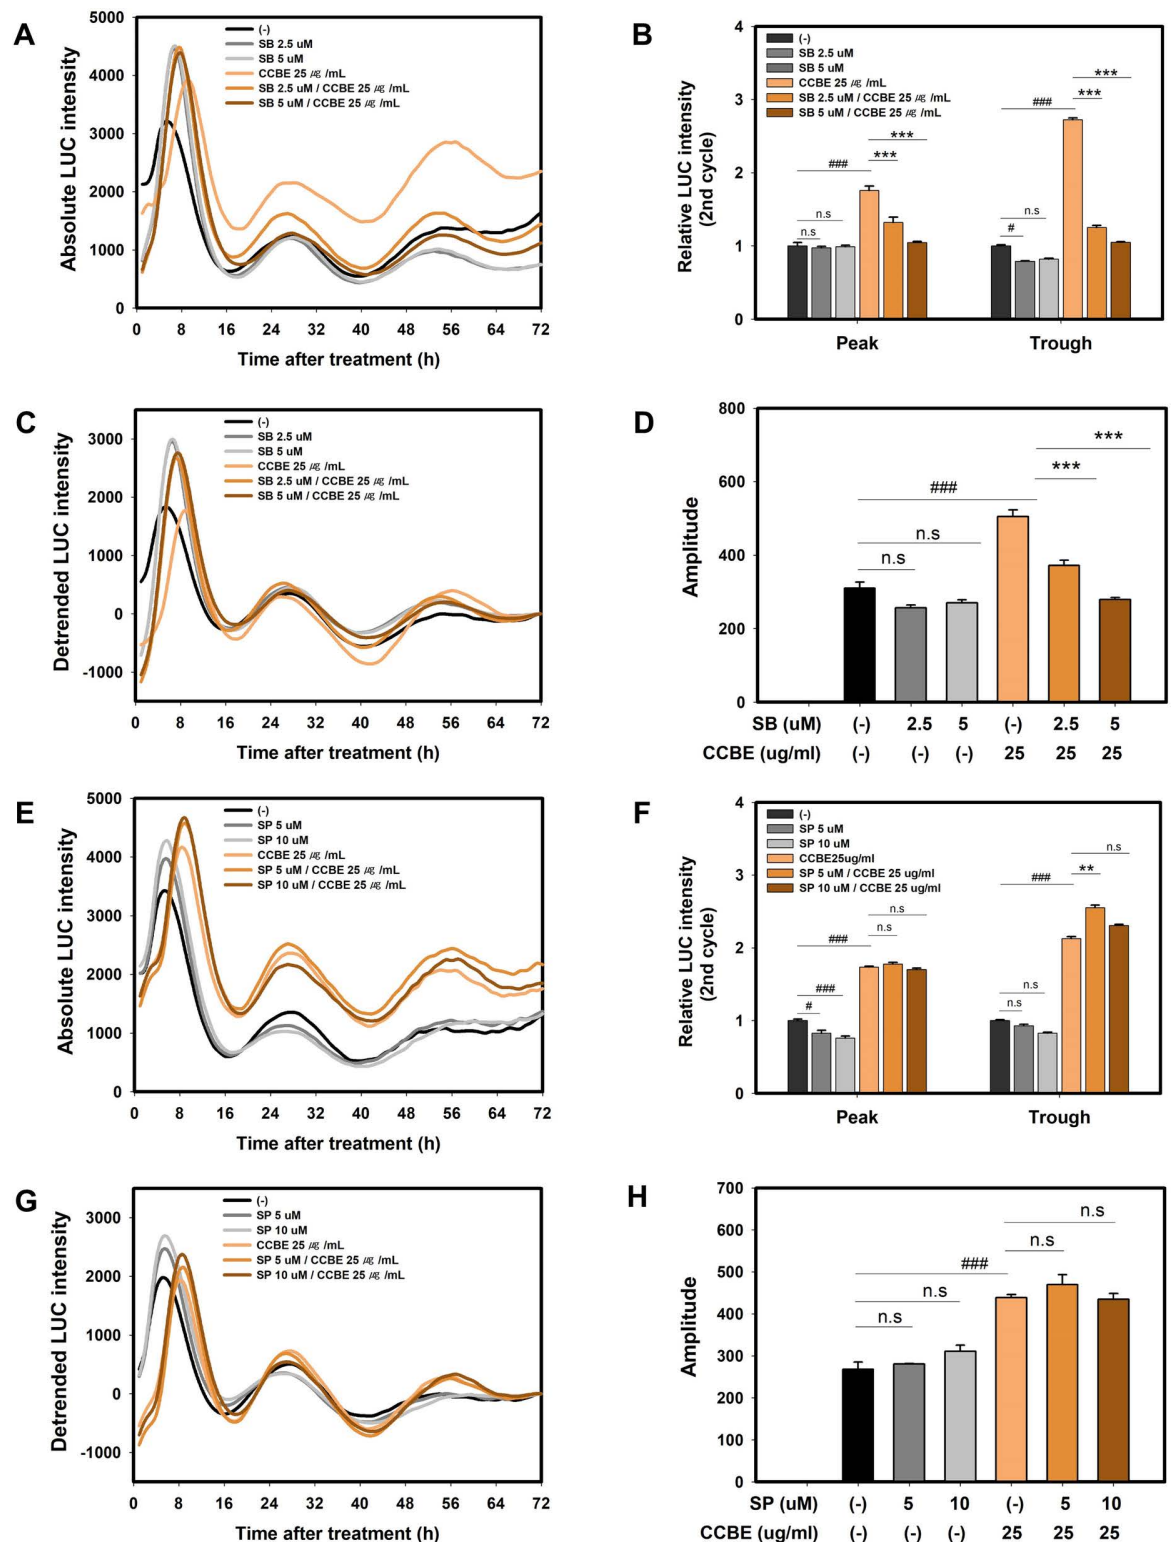 A
Absolute LUC intensity
5000
4000
3000
2000
1000
0
(-)
SB 2.5 uM
SB 5 uM
CCBE 25 ㎍ /mL
SB 2.5 uM / CCBE 25 ㎍ /mL
SB 5 uM / CCBE 25 ㎍ /mL
0 8 16 24 32 40 48 56 64 72
Time after treatment (h)
B
Relative LUC intensity
(2nd cycle)
4
3
2
1
0
(-)
SB 2.5 uM
SB 5 uM
CCBE 25 ㎍ /mL
SB 2.5 uM / CCBE 25 ㎍ /mL
SB 5 uM / CCBE 25 ㎍ /mL
n.s
n.s
###
***
***
#
n.s
###
***
***
Peak Trough
C
Detrended LUC intensity
3000
2000
1000
0
-1000
(-)
SB 2.5 uM
SB 5 uM
CCBE 25 ㎍ /mL
SB 2.5 uM / CCBE 25 ㎍ /mL
SB 5 uM / CCBE 25 ㎍ /mL
0 8 16 24 32 40 48 56 64 72
Time after treatment (h)
D
Amplitude
800
600
400
200
0
***
***
###
n.s
n.s
SB (uM) (-) 2.5 5 (-) 2.5 5
CCBE (ug/ml) (-) (-) (-) 25 25 25
E
Absolute LUC intensity
5000
4000
3000
2000
1000
0
(-)
SP 5 uM
SP 10 uM
CCBE 25 ㎍ /mL
SP 5 uM / CCBE 25 ㎍ /mL
SP 10 uM / CCBE 25 ㎍ /mL
0 8 16 24 32 40 48 56 64 72
Time after treatment (h)
F
Relative LUC intensity
(2nd cycle)
4
3
2
1
0
(-)
SP 5 uM
SP 10 uM
CCBE25ug/ml
SP 5 uM / CCBE 25 ug/ml
SP 10 uM / CCBE 25 ug/ml
#
###
###
n.s
n.s
n.s
n.s
###
**
n.s
Peak Trough
G
Detrended LUC intensity
3000
2000
1000
0
-1000
(-)
SP 5 uM
SP 10 uM
CCBE 25 ㎍ /mL
SP 5 uM / CCBE 25 ㎍ /mL
SP 10 uM / CCBE 25 ㎍ /mL
0 8 16 24 32 40 48 56 64 72
Time after treatment (h)
H
Amplitude
700
600
500
400
300
200
100
0
n.s
n.s
###
n.s
n.s
SP (uM) (-) 5 10 (-) 5 10
CCBE (ug/ml) (-) (-) (-) 25 25 25